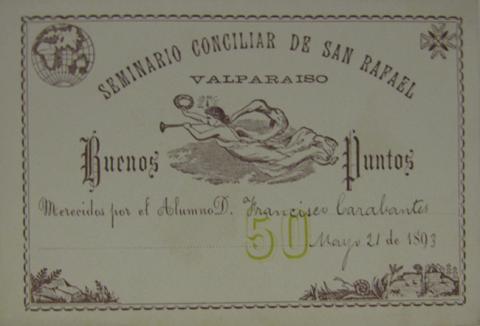 SEMINARIO CONCILIAR DE SAN RAFAEL
VALPARAISO
Buenos Puntos
Merecidos por el Alumno D. Francisco Carabantes
50
Mayo 21 de 1893